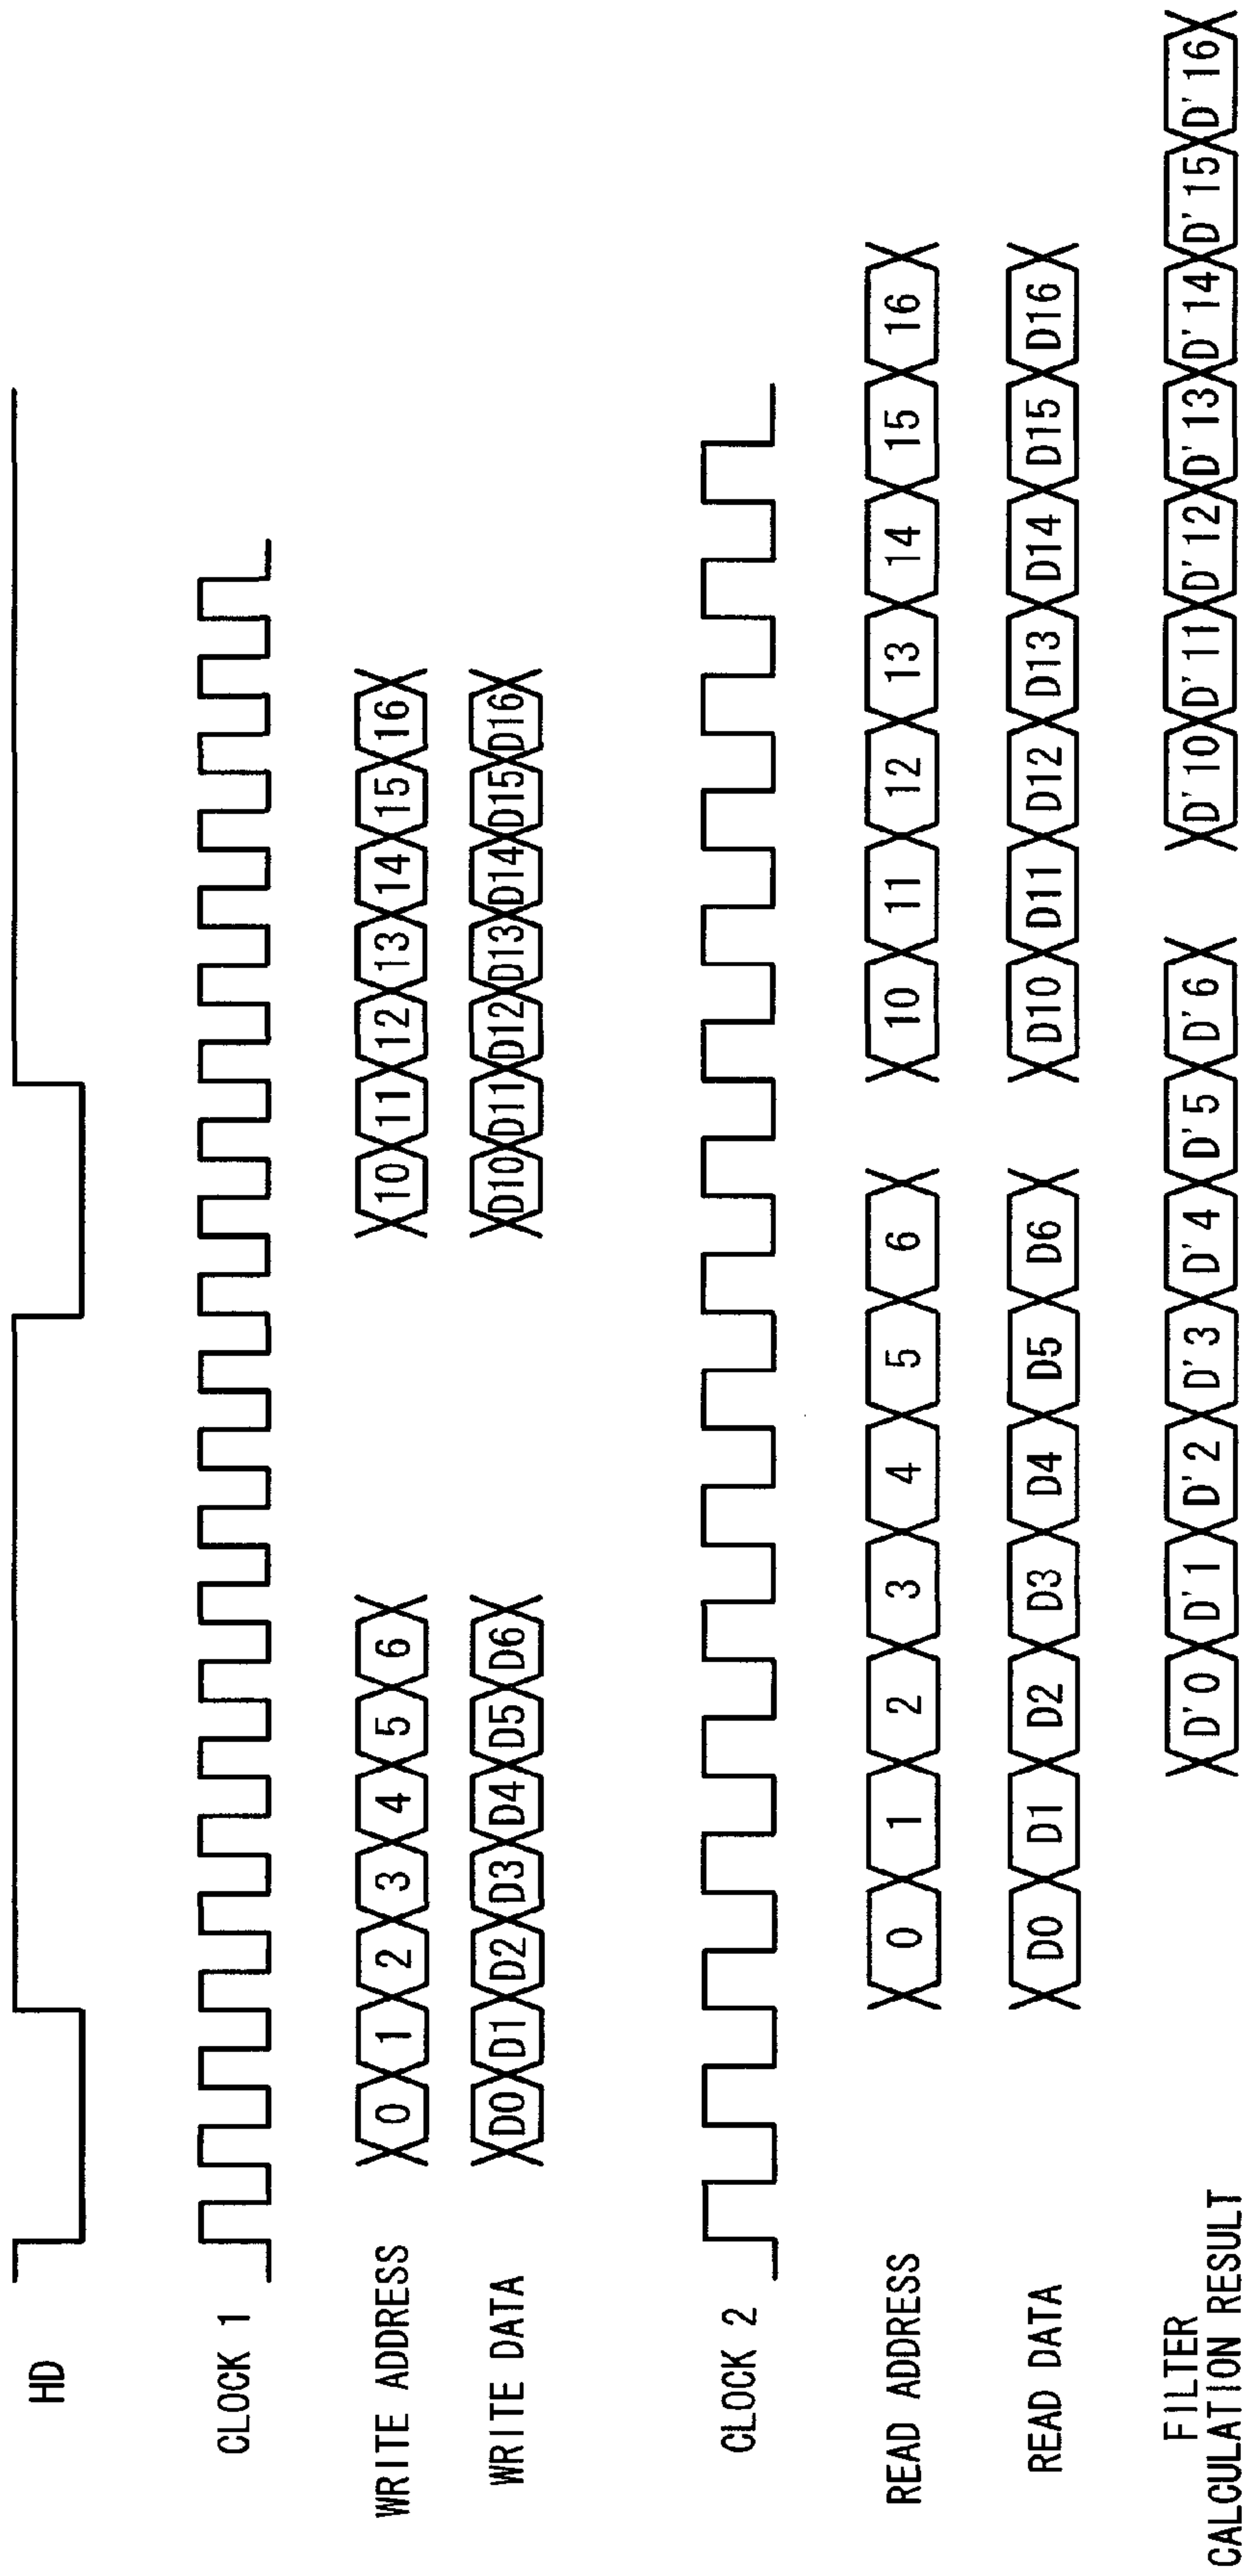 HD
CLOCK 1
WRITE ADDRESS 0 1 2 3 4 5 6 10 11 12 13 14 15 16
WRITE DATA D0 D1 D2 D3 D4 D5 D6 D10 D11 D12 D13 D14 D15 D16
CLOCK 2
READ ADDRESS 0 1 2 3 4 5 6 10 11 12 13 14 15 16
READ DATA D0 D1 D2 D3 D4 D5 D6 D10 D11 D12 D13 D14 D15 D16
FILTER
CALCULATION RESULT D'0 D'1 D'2 D'3 D'4 D'5 D'6 D'10 D'11 D'12 D'13 D'14 D'15 D'16